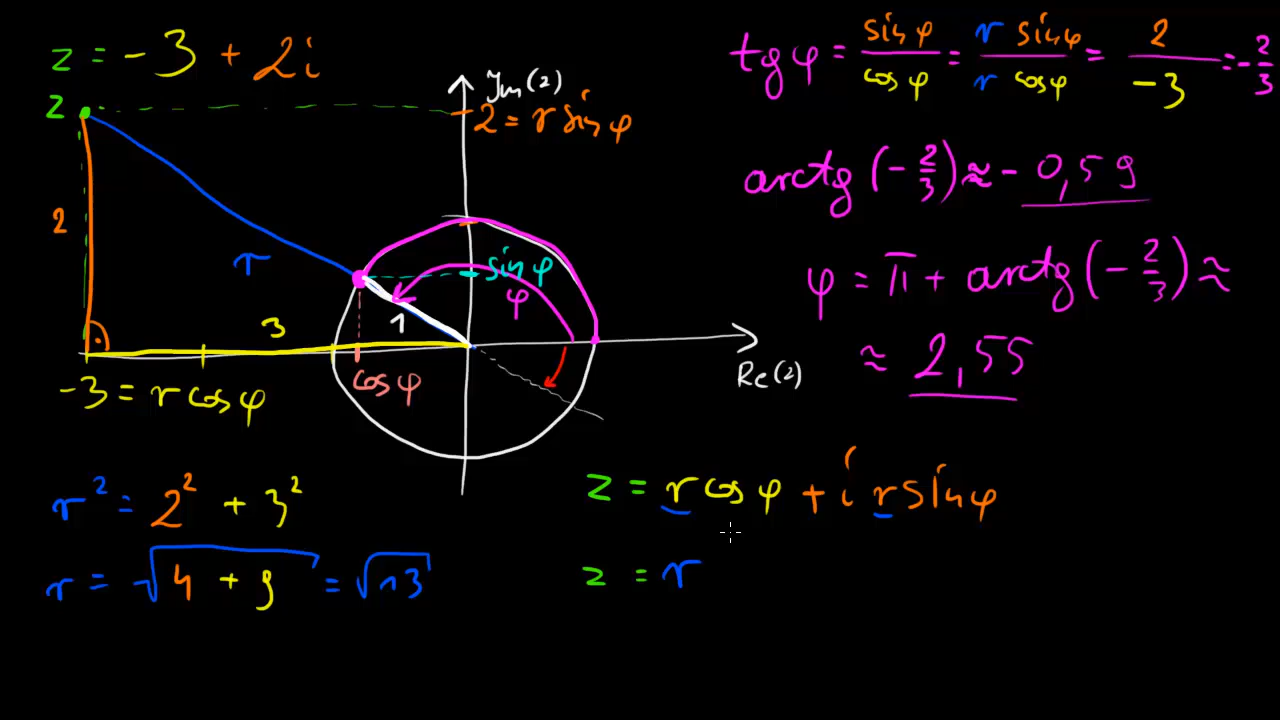 z = -3 + 2i
z
Im(z)
2 = r sin φ
2
r
sin φ
φ
1
3
cos φ
Re(z)
-3 = r cos φ
r² = 2² + 3²
r = √(4 + 9) = √13
tg φ = sin φ / cos φ = r sin φ / r cos φ = 2 / -3 = -2/3
arctg (-2/3) ≈ -0,59
φ = π + arctg (-2/3) ≈
≈ 2,55
z = r cos φ + i r sin φ
z = r